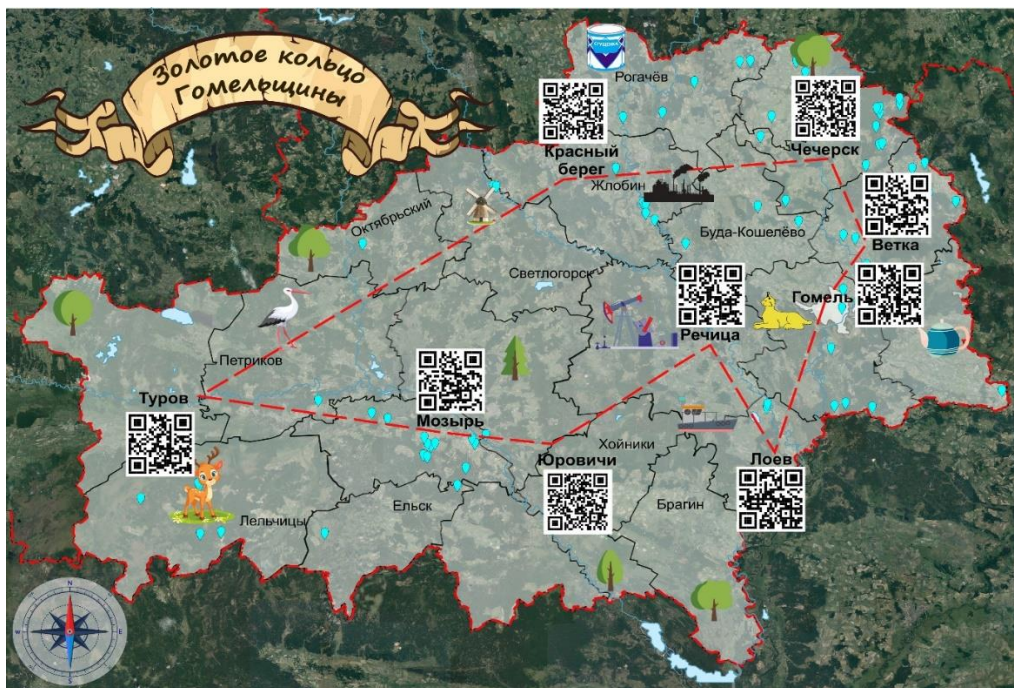 Золотое кольцо
Гомельщины
Рогачёв
Красный
берег
Чечерск
Жлобин
Октябрьский
Буда-Кошелёво
Ветка
Светлогорск
Гомель
Речица
Петриков
Туров
Мозырь
Хойники
Юровичи
Лоев
Ельск
Брагин
Лельчицы
N
W
E
S